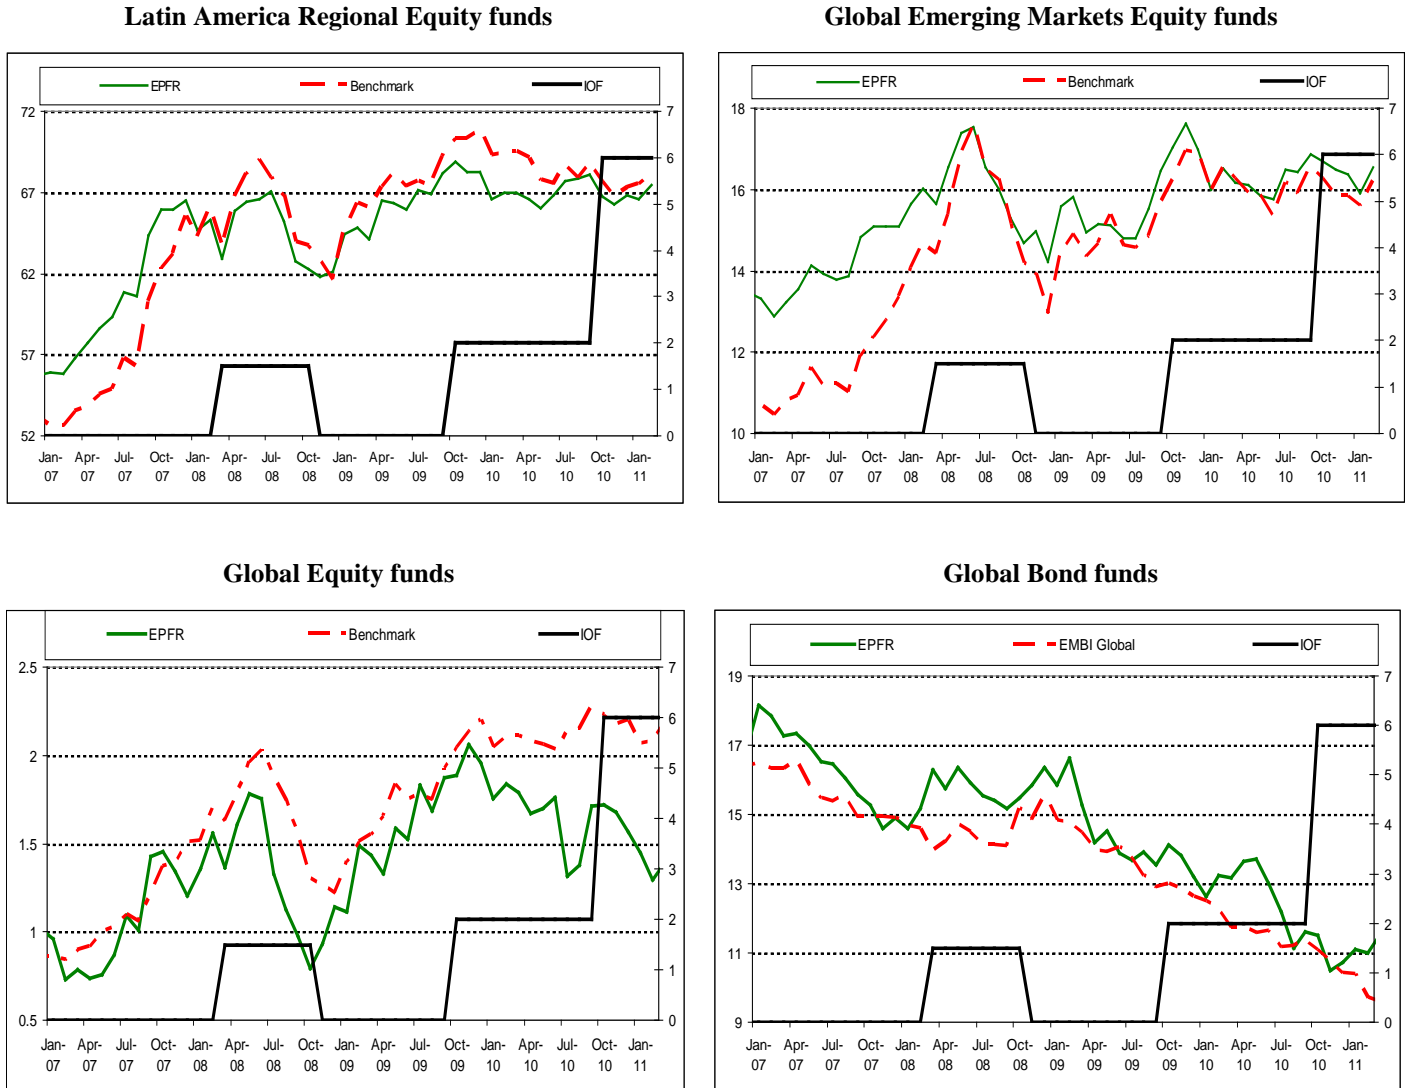 Latin America Regional Equity funds
EPFR Benchmark IOF
72 7
6
67 5
4
62
3
57 2
1
52 0
Jan- Apr- Jul- Oct- Jan- Apr- Jul- Oct- Jan- Apr- Jul- Oct- Jan- Apr- Jul- Oct- Jan-
07 07 07 07 08 08 08 08 09 09 09 09 10 10 10 10 11
Global Emerging Markets Equity funds
EPFR Benchmark IOF
18 7
6
16 5
4
14
3
12 2
1
10 0
Jan- Apr- Jul- Oct- Jan- Apr- Jul- Oct- Jan- Apr- Jul- Oct- Jan- Apr- Jul- Oct- Jan-
07 07 07 07 08 08 08 08 09 09 09 09 10 10 10 10 11
Global Equity funds
EPFR Benchmark IOF
2.5 7
6
2 5
4
1.5
3
1 2
1
0.5 0
Jan- Apr- Jul- Oct- Jan- Apr- Jul- Oct- Jan- Apr- Jul- Oct- Jan- Apr- Jul- Oct- Jan-
07 07 07 07 08 08 08 08 09 09 09 09 10 10 10 10 11
Global Bond funds
EPFR EMBI Global IOF
19 7
17 6
5
15 4
13 3
2
11
1
9 0
Jan- Apr- Jul- Oct- Jan- Apr- Jul- Oct- Jan- Apr- Jul- Oct- Jan- Apr- Jul- Oct- Jan-
07 07 07 07 08 08 08 08 09 09 09 09 10 10 10 10 11